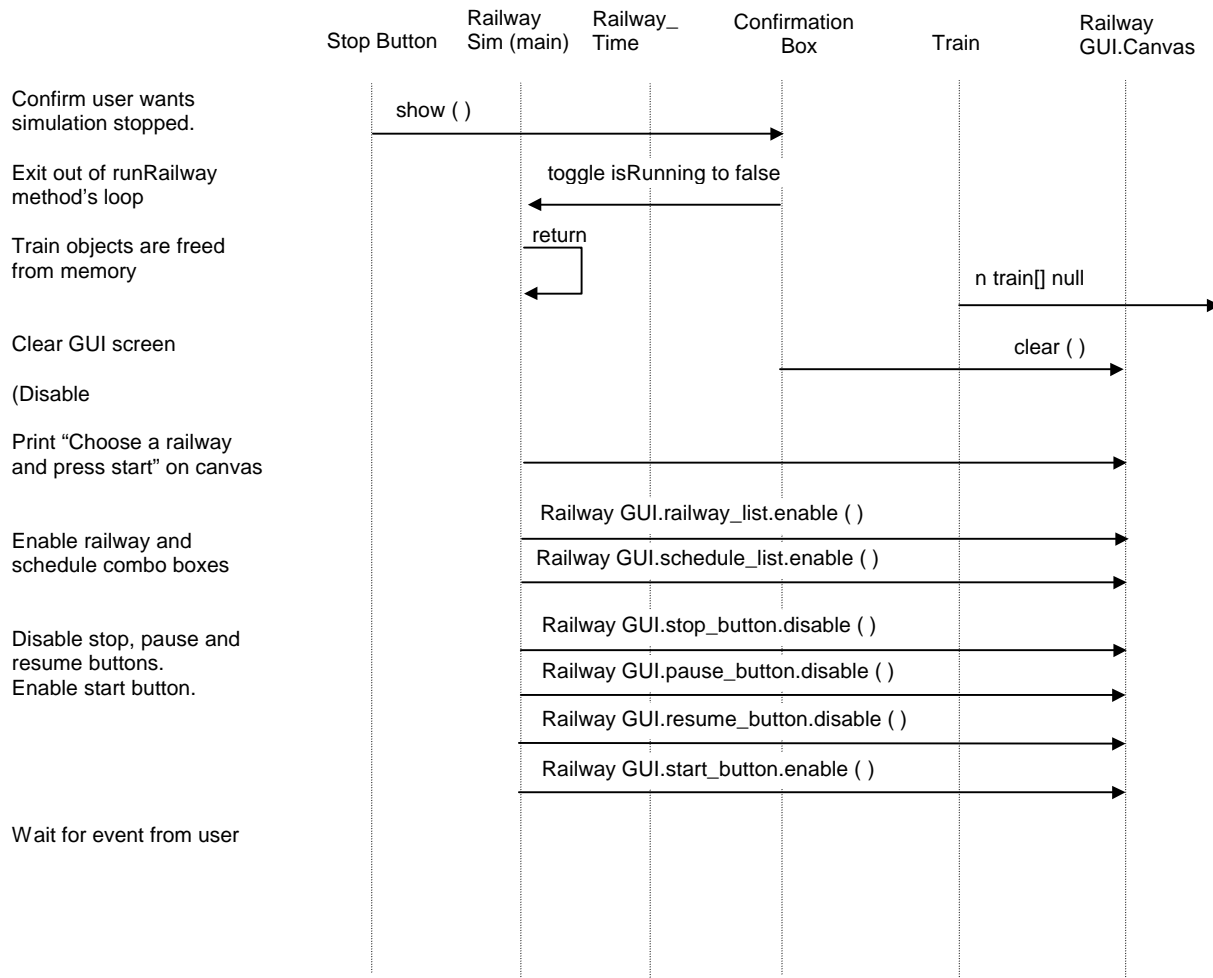 Stop Button
Railway
Sim (main)
Railway_
Time
Confirmation
Box
Train
Railway
GUI.Canvas
Confirm user wants
simulation stopped.
show ( )
Exit out of runRailway
method's loop
toggle isRunning to false
Train objects are freed
from memory
return
n train[] null
Clear GUI screen
clear ( )
(Disable
Print “Choose a railway
and press start” on canvas
Enable railway and
schedule combo boxes
Railway GUI.railway_list.enable ( )
Railway GUI.schedule_list.enable ( )
Disable stop, pause and
resume buttons.
Enable start button.
Railway GUI.stop_button.disable ( )
Railway GUI.pause_button.disable ( )
Railway GUI.resume_button.disable ( )
Railway GUI.start_button.enable ( )
Wait for event from user